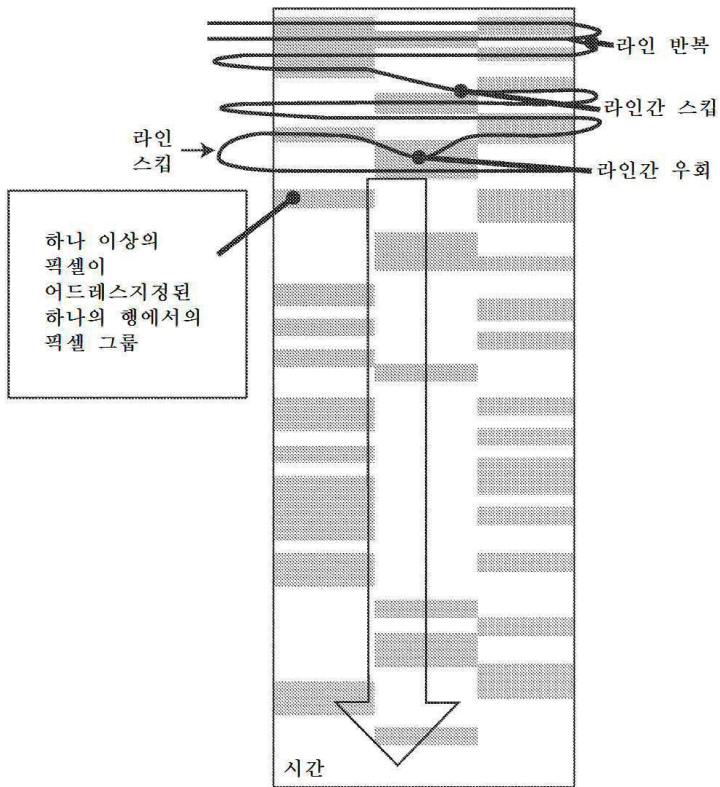 라인 반복
라인간 스킵
라인
스킵
라인간 우회
하나 이상의
픽셀이
어드레스지정된
하나의 행에서의
픽셀 그룹
시간